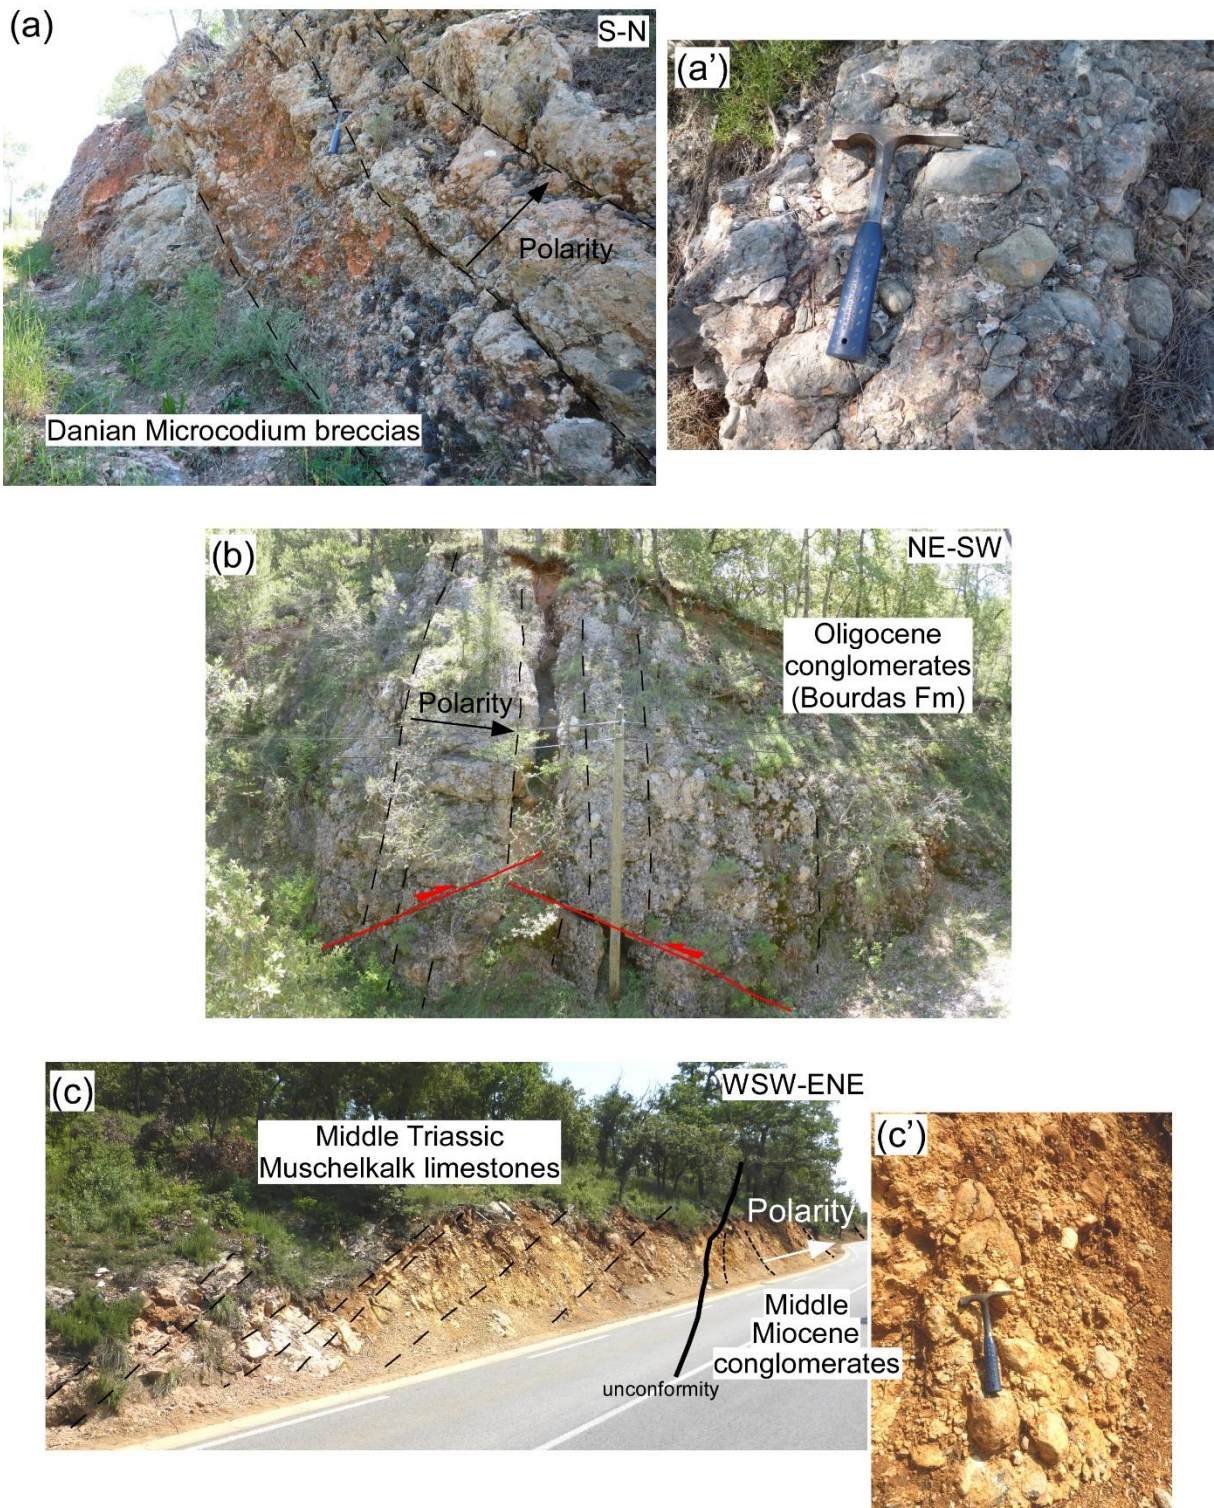 (a)
S-N
Polarity
Danian Microcodium breccias
(a')
(b)
NE-SW
Oligocene
conglomerates
(Bourdas Fm)
Polarity
(c)
WSW-ENE
Middle Triassic
Muschelkalk limestones
Polarity
Middle
Miocene
conglomerates
unconformity
(c')